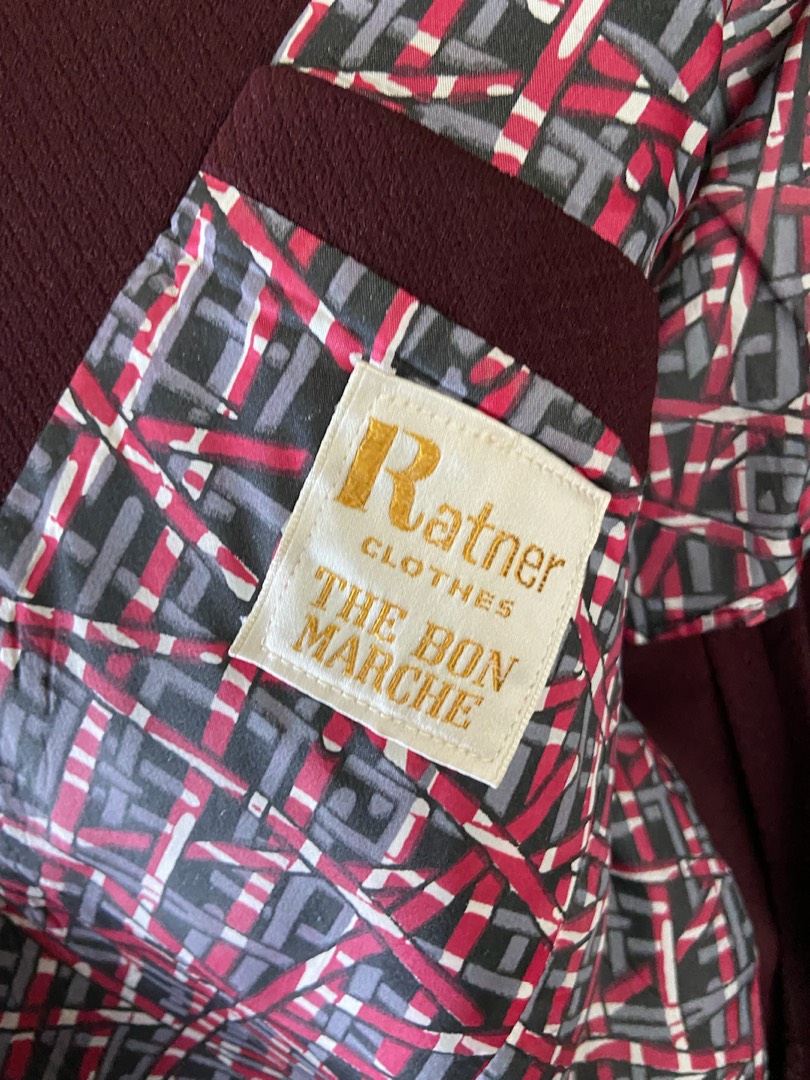 Ratner
CLOTHES
THE BON
MARCHE